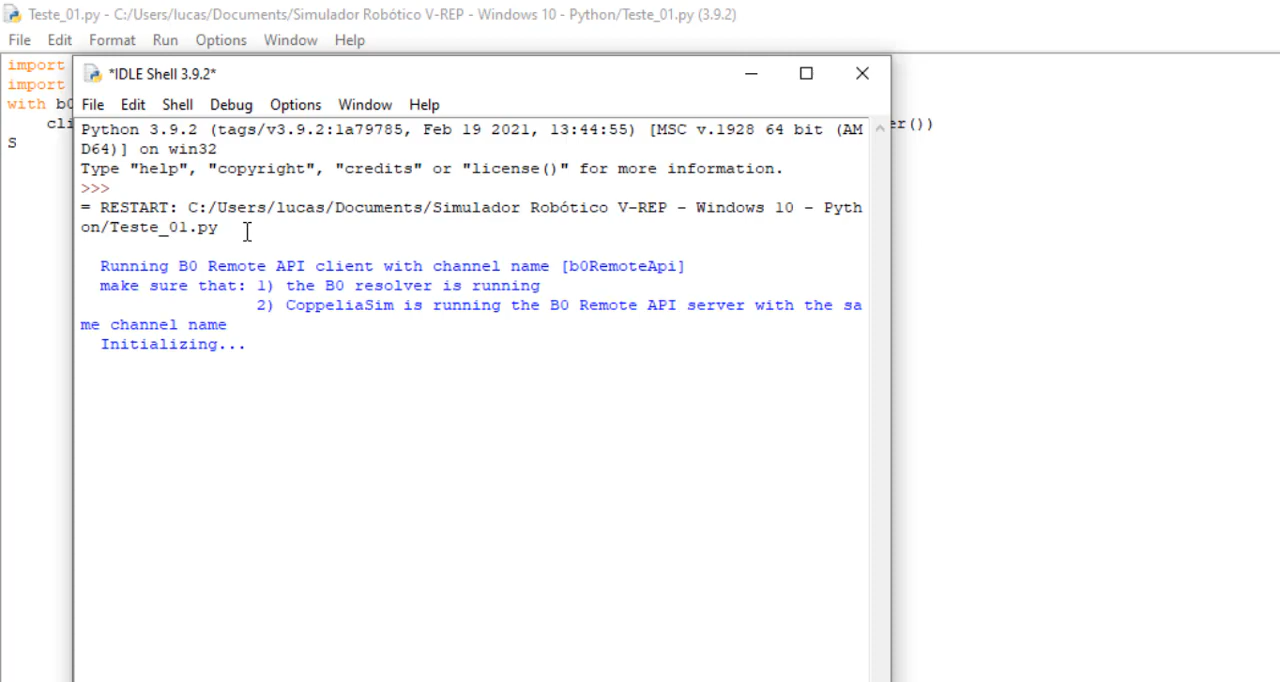 Teste_01.py - C:/Users/lucas/Documents/Simulador Robótico V-REP - Windows 10 - Python/Teste_01.py (3.9.2)
File Edit Format Run Options Window Help
import
import
with b0
cli
er())
S
*IDLE Shell 3.9.2*
File Edit Shell Debug Options Window Help
Python 3.9.2 (tags/v3.9.2:1a79785, Feb 19 2021, 13:44:55) [MSC v.1928 64 bit (AM
D64)] on win32
Type "help", "copyright", "credits" or "license()" for more information.
>>>
= RESTART: C:/Users/lucas/Documents/Simulador Robótico V-REP - Windows 10 - Pyth
on/Teste_01.py
Running B0 Remote API client with channel name [b0RemoteApi]
make sure that: 1) the B0 resolver is running
2) CoppeliaSim is running the B0 Remote API server with the sa
me channel name
Initializing...